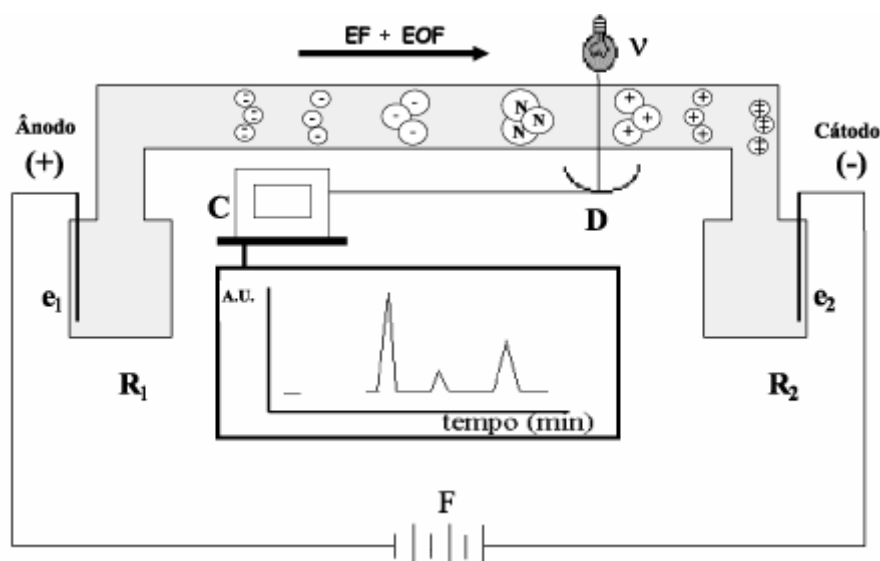 EF + EOF
ν
Ânodo
(+)
- - -
- - -
- - -
N N N
+ + +
+ + +
‡ ‡ ‡
Cátodo
(-)
C
D
A.U.
e₁
e₂
R₁
R₂
tempo (min)
F